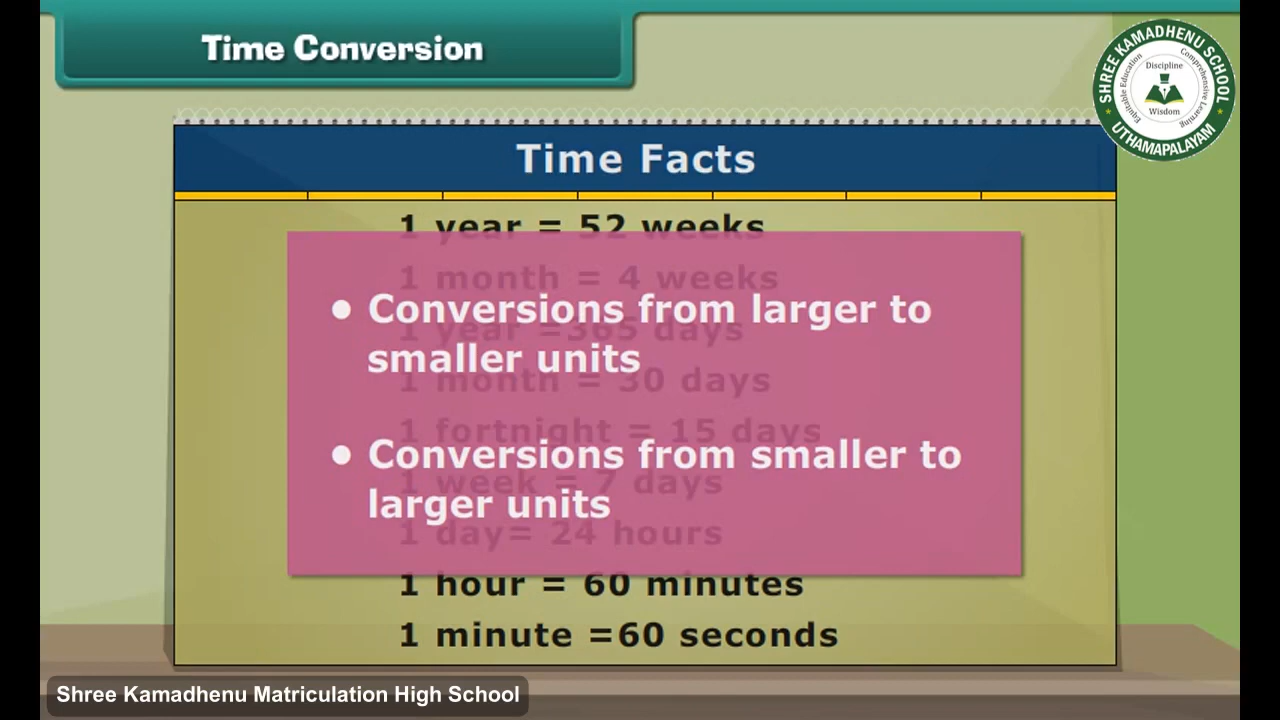 Time Conversion
SHREE KAMADHENU SCHOOL
Equitable Education
Discipline
Comprehensive Learning
Wisdom
UTHAMAPALAYAM
Time Facts
1 year = 52 weeks
1 month = 4 weeks
• Conversions from larger to
1 year =365 days
smaller units
1 month = 30 days
1 fortnight = 15 days
• Conversions from smaller to
1 week = 7 days
larger units
1 day= 24 hours
1 hour = 60 minutes
1 minute =60 seconds
Shree Kamadhenu Matriculation High School